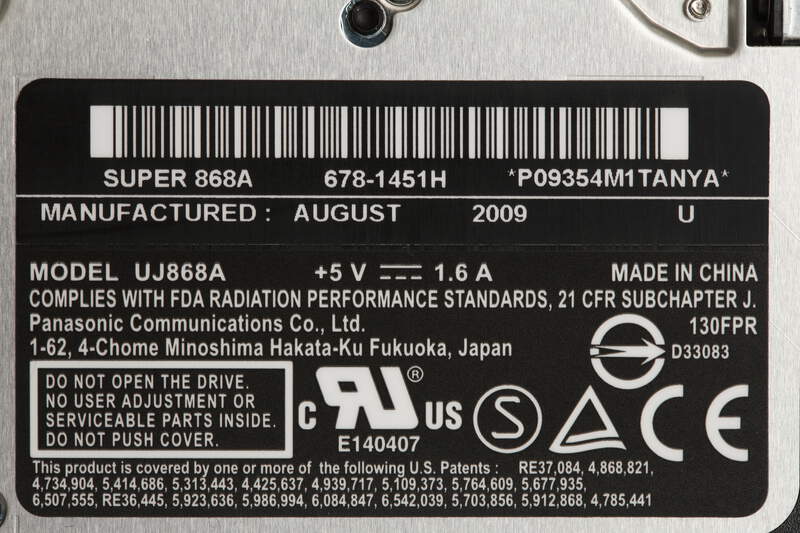 SUPER 868A 678-1451H *P09354M1TANYA*
MANUFACTURED : AUGUST 2009 U
MODEL UJ868A +5 V 1.6 A MADE IN CHINA
COMPLIES WITH FDA RADIATION PERFORMANCE STANDARDS, 21 CFR SUBCHAPTER J.
Panasonic Communications Co., Ltd. 130FPR
1-62, 4-Chome Minoshima Hakata-Ku Fukuoka, Japan D33083
DO NOT OPEN THE DRIVE.
NO USER ADJUSTMENT OR
SERVICEABLE PARTS INSIDE.
DO NOT PUSH COVER.
C RU ® US
E140407
S
CE
This product is covered by one or more of the following U.S. Patents : RE37,084, 4,868,821,
4,734,904, 5,414,686, 5,313,443, 4,425,637, 4,939,717, 5,109,373, 5,764,609, 5,677,935,
6,507,555, RE36,445, 5,923,636, 5,986,994, 6,084,847, 6,542,039, 5,703,856, 5,912,868, 4,785,441